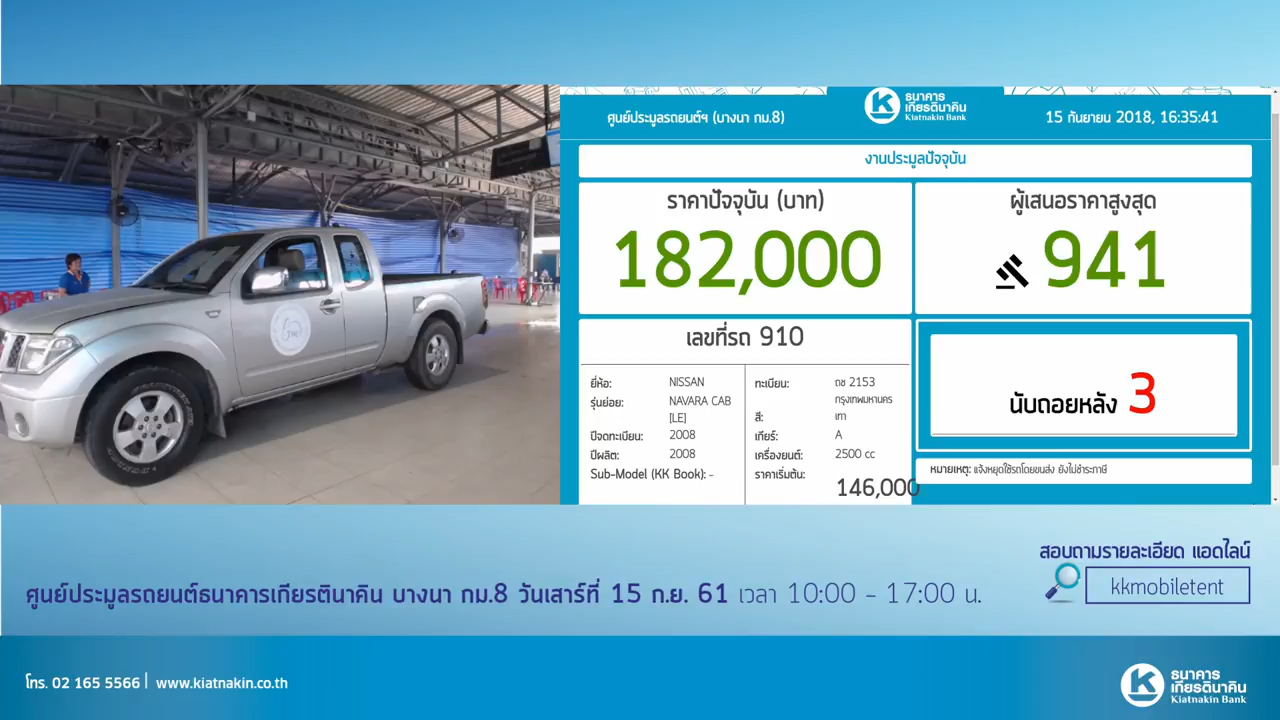 ศูนย์ประมูลรถยนต์ฯ (บางนา กม.8)
ธนาคาร
เกียรตินาคิน
Kiatnakin Bank
15 กันยายน 2018, 16:35:41
งานประมูลปัจจุบัน
ราคาปัจจุบัน (บาท)
182,000
ผู้เสนอราคาสูงสุด
941
เลขที่รถ 910
ยี่ห้อ: NISSAN
รุ่นย่อย: NAVARA CAB
[LE]
ปีจดทะเบียน: 2008
ปีผลิต: 2008
Sub-Model (KK Book): -
ทะเบียน: ถช 2153
กรุงเทพมหานคร
สี: เทา
เกียร์: A
เครื่องยนต์: 2500 cc
ราคาเริ่มต้น: 146,000
นับถอยหลัง 3
หมายเหตุ: แจ้งหยุดใช้รถโดยขนส่ง ยังไม่ชำระภาษี
สอบถามรายละเอียด แอดไลน์
kkmobiletent
ศูนย์ประมูลรถยนต์ธนาคารเกียรตินาคิน บางนา กม.8 วันเสาร์ที่ 15 ก.ย. 61 เวลา 10:00 - 17:00 น.
โทร. 02 165 5566 | www.kiatnakin.co.th
ธนาคาร
เกียรตินาคิน
Kiatnakin Bank